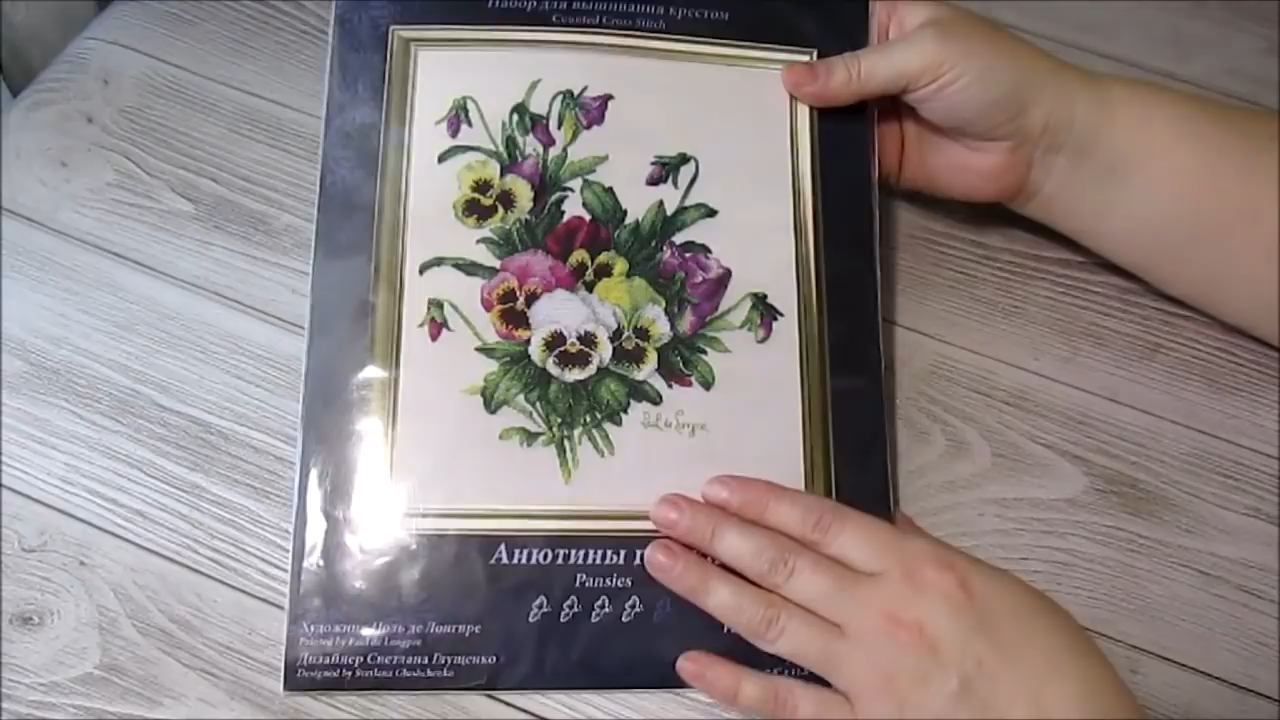 Набор для вышивания крестом
Counted Cross Stitch
Анютины
Pansies
Художник Поль де Лонгпре
Painted by Paul de Longpre
Дизайнер Светлана Глущенко
Designed by Svetlana Glushchenko